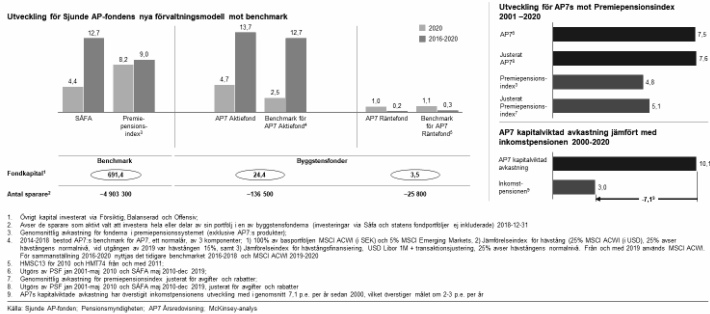 Utveckling för Sjunde AP-fondens nya förvaltningsmodell mot benchmark
2020
2016-2020
4,4
12,7
8,2
9,0
4,7
13,7
2,5
12,7
1,0
0,2
1,1
0,3
SÅFA
Premie-
pensions-
index³
AP7 Aktiefond
Benchmark för
AP7 Aktiefond⁴
AP7 Räntefond
Benchmark
för AP7
Räntefond⁵
Benchmark
Byggstensfonder
Fondkapital¹
691,4
24,4
3,5
Antal sparare²
~4 903 300
~136 500
~25 800
Utveckling för AP7s mot Premiepensionsindex
2001 –2020
AP7⁶
7,5
Justerat
AP7⁸
7,6
Premiepensions-
index³
4,8
Justerat
Premiepensions-
index⁷
5,1
AP7 kapitalviktad avkastning jämfört med
inkomstpensionen 2000-2020
AP7 kapitalviktad
avkastning
10,1
Inkomst-
pensionen⁹
3,0
-7,1⁹
1. Övrigt kapital investerat via Försiktig, Balanserad och Offensiv;
2. Avser de sparare som aktivt valt att investera hela eller delar av sin portfölj i en av byggstensfonderna (investeringar via Såfa och statens fondportföljer ej inkluderade) 2018-12-31
3. Genomsnittlig avkastning för fonderna i premiepensionssystemet (exklusive AP7:s produkter);
4. 2014-2018 bestod AP7:s benchmark för AP7, ett normalår, av 3 komponenter; 1) 100% av basportföljen MSCI ACWI (i SEK) och 5% MSCI Emerging Markets, 2)Jämförelseindex för hävstång (25% MSCI ACWI (i USD), 25% avser
hävstångens normalnivå, vid utgången av 2019 var hävstången 15%, samt 3) Jämförelseindex för hävstångsfinansiering, USD Libor 1M + transaktionsjustering, 25% avser hävstångens normalnivå. Från och med 2019 används MSCI ACWI.
För sammanställning 2016-2020 nyttjas det tidigare benchmarket 2016-2018 och MSCI ACWI 2019-2020
5. HMSC13 för 2010 och HMT74 från och med 2011;
6. Utgörs av PSF jan 2001-maj 2010 och SÅFA maj 2010-dec 2019;
7. Genomsnittlig avkastning för premiepensionsindex justerat för avgifter och rabatter;
8. Utgörs av PSF jan 2001-maj 2010 och SÅFA maj 2010-dec 2019, justerat för avgifter och rabatter
9. AP7s kapitalviktade avkastning har överstigit inkomstpensionens utveckling med i genomsnitt 7,1 p.e. per år sedan 2000, vilket överstiger målet om 2-3 p.e. per år
Källa: Sjunde AP-fonden; Pensionsmyndigheten; AP7 Årsredovisning; McKinsey-analys